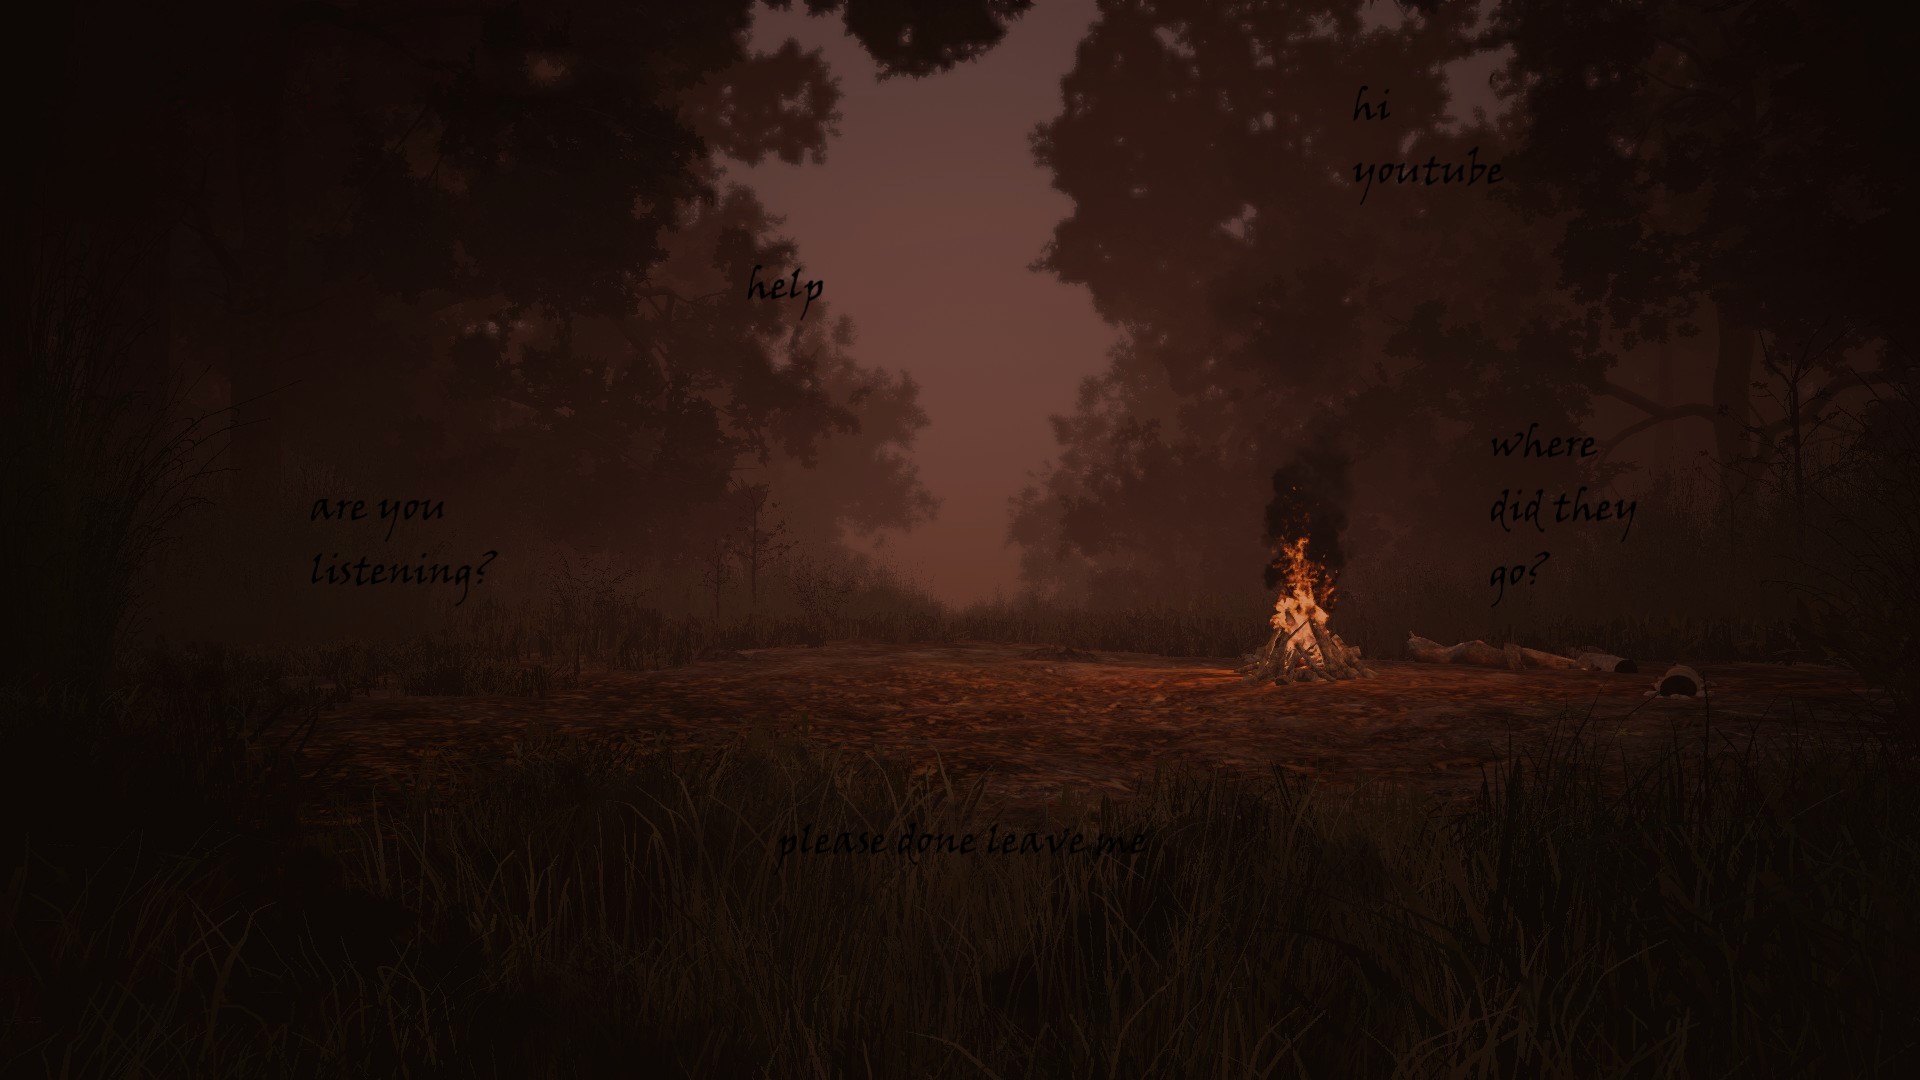 hi
youtube
help
are you
listening?
where
did they
go?
please done leave me